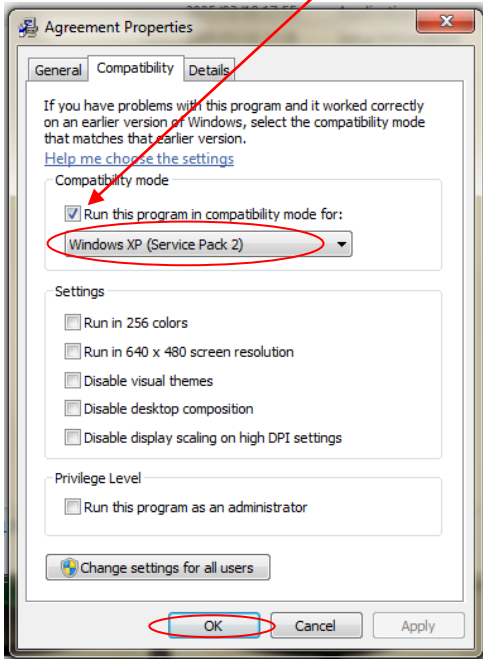 Agreement Properties
General Compatibility Details
If you have problems with this program and it worked correctly
on an earlier version of Windows, select the compatibility mode
that matches that earlier version.
Help me choose the settings
Compatibility mode
Run this program in compatibility mode for:
Windows XP (Service Pack 2)
Settings
Run in 256 colors
Run in 640 x 480 screen resolution
Disable visual themes
Disable desktop composition
Disable display scaling on high DPI settings
Privilege Level
Run this program as an administrator
Change settings for all users
OK Cancel Apply